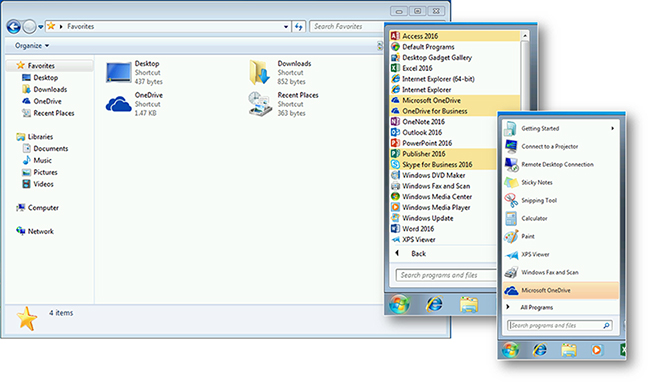 Favorites
Search Favorites
Organize
Favorites
Desktop
Downloads
OneDrive
Recent Places
Libraries
Documents
Music
Pictures
Videos
Computer
Network
Desktop
Shortcut
437 bytes
Downloads
Shortcut
852 bytes
OneDrive
Shortcut
1.47 KB
Recent Places
Shortcut
363 bytes
4 items
Access 2016
Default Programs
Desktop Gadget Gallery
Excel 2016
Internet Explorer (64-bit)
Internet Explorer
Microsoft OneDrive
OneDrive for Business
OneNote 2016
Outlook 2016
PowerPoint 2016
Publisher 2016
Skype for Business 2016
Windows DVD Maker
Windows Fax and Scan
Windows Media Center
Windows Media Player
Windows Update
Word 2016
XPS Viewer
Back
Search programs and files
Getting Started
Connect to a Projector
Remote Desktop Connection
Sticky Notes
Snipping Tool
Calculator
Paint
XPS Viewer
Windows Fax and Scan
Microsoft OneDrive
All Programs
Search programs and files